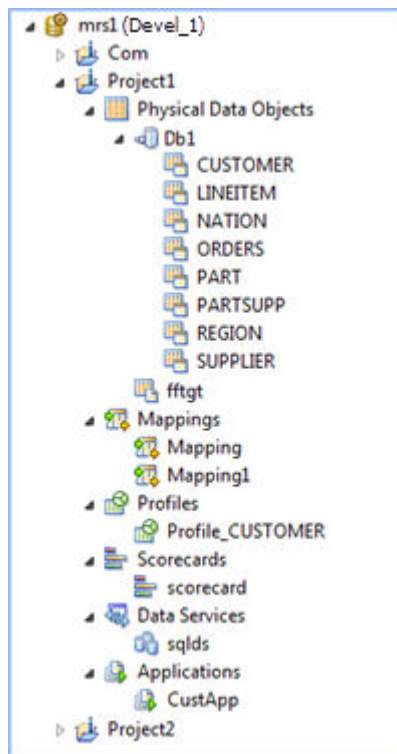 mrs1 (Devel_1)
Com
Project1
Physical Data Objects
Db1
CUSTOMER
LINEITEM
NATION
ORDERS
PART
PARTSUPP
REGION
SUPPLIER
fftgt
Mappings
Mapping
Mapping1
Profiles
Profile_CUSTOMER
Scorecards
scorecard
Data Services
sqlds
Applications
CustApp
Project2